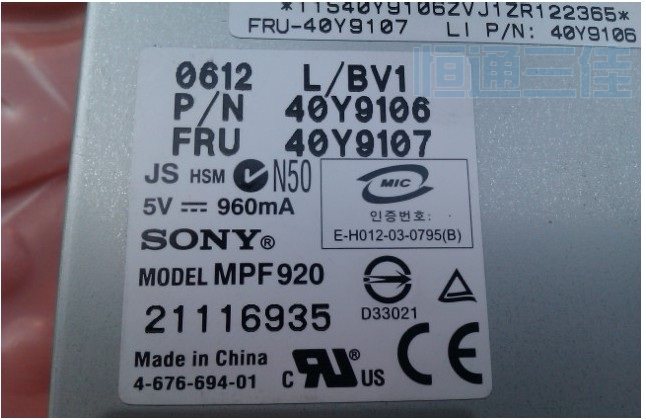 *11S40Y9106ZVJ1ZR122365*
FRU-40Y9107 LI P/N: 40Y9106
恒通三佳
0612 L/BV1
P/N 40Y9106
FRU 40Y9107
JS HSM N50
5V 960mA
MIC
인증번호:
E-H012-03-0795(B)
SONY®
MODEL MPF920
D33021
21116935
Made in China
4-676-694-01
C RU US
CE